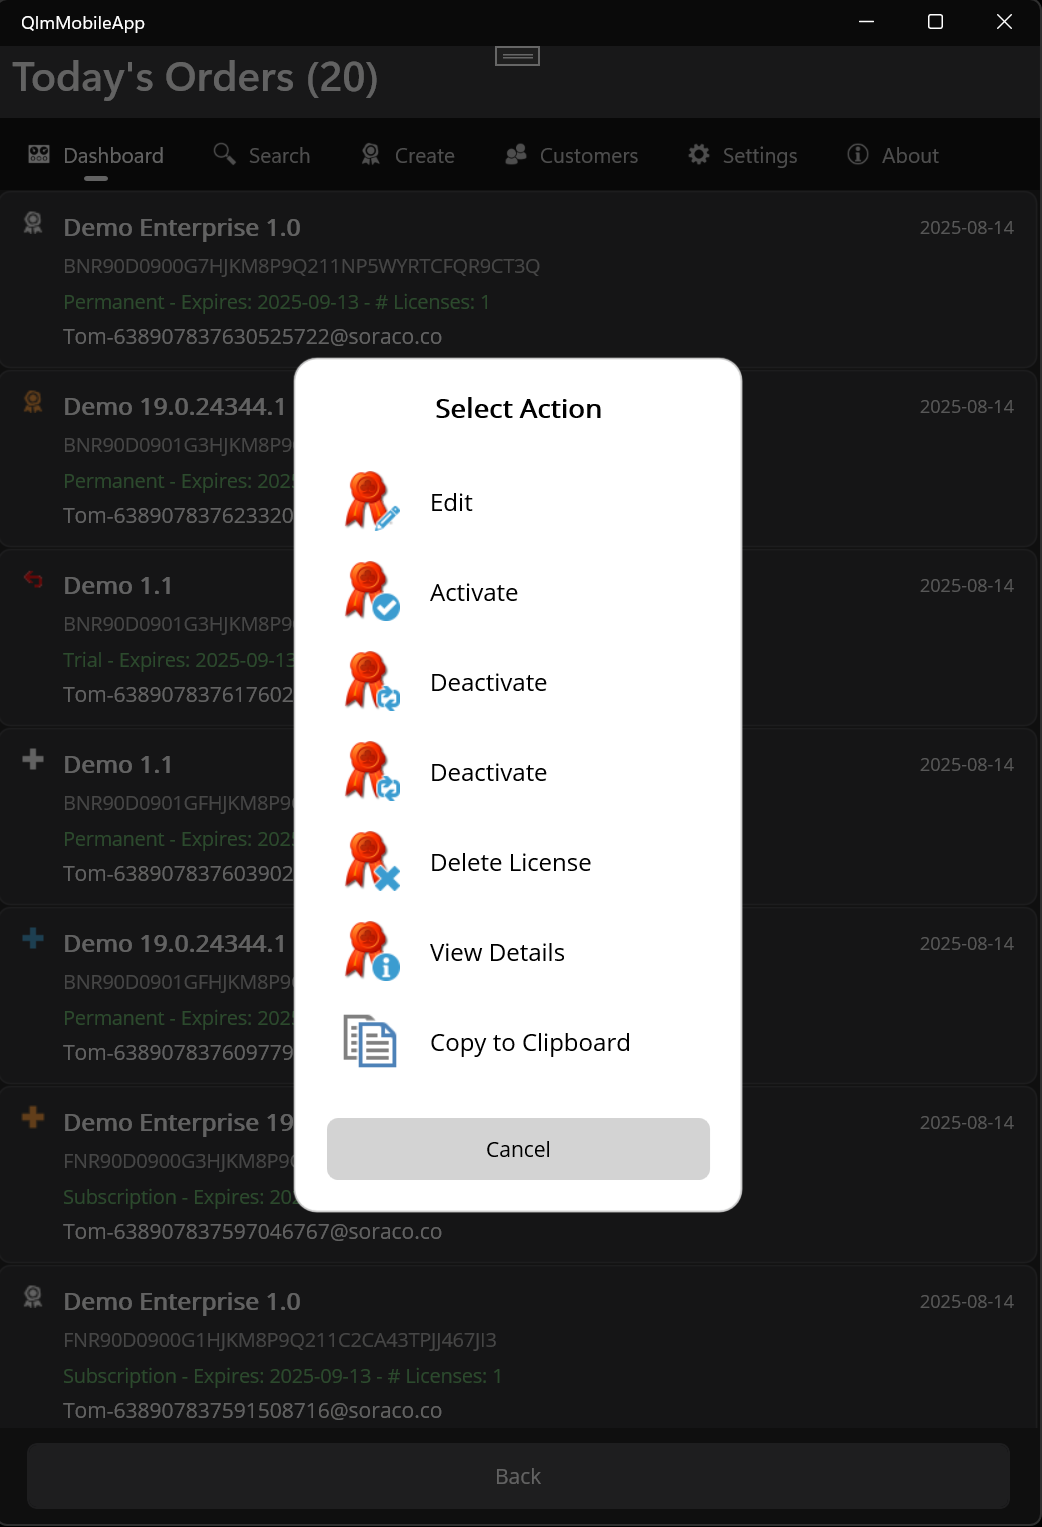 QlmMobileApp
Today's Orders (20)
Dashboard Search Create Customers Settings About
Demo Enterprise 1.0 2025-08-14
BNR90D0900G7HJKM8P9Q211NP5WYRTCFQR9CT3Q
Permanent - Expires: 2025-09-13 - # Licenses: 1
Tom-638907837630525722@soraco.co
Demo 19.0.24344.1 2025-08-14
BNR90D0901G3HJKM8P9
Permanent - Expires: 202
Tom-638907837623320
Demo 1.1 2025-08-14
BNR90D0901G3HJKM8P9
Trial - Expires: 2025-09-13
Tom-638907837617602
Demo 1.1 2025-08-14
BNR90D0901GFHJKM8P9
Permanent - Expires: 202
Tom-638907837603902
Demo 19.0.24344.1 2025-08-14
BNR90D0901GFHJKM8P9
Permanent - Expires: 202
Tom-638907837609779
Demo Enterprise 19 2025-08-14
FNR90D0900G3HJKM8P9
Subscription - Expires: 20
Tom-638907837597046767@soraco.co
Demo Enterprise 1.0 2025-08-14
FNR90D0900G1HJKM8P9Q211C2CA43TPJJ467JI3
Subscription - Expires: 2025-09-13 - # Licenses: 1
Tom-638907837591508716@soraco.co
Select Action
Edit
Activate
Deactivate
Deactivate
Delete License
View Details
Copy to Clipboard
Cancel
Back